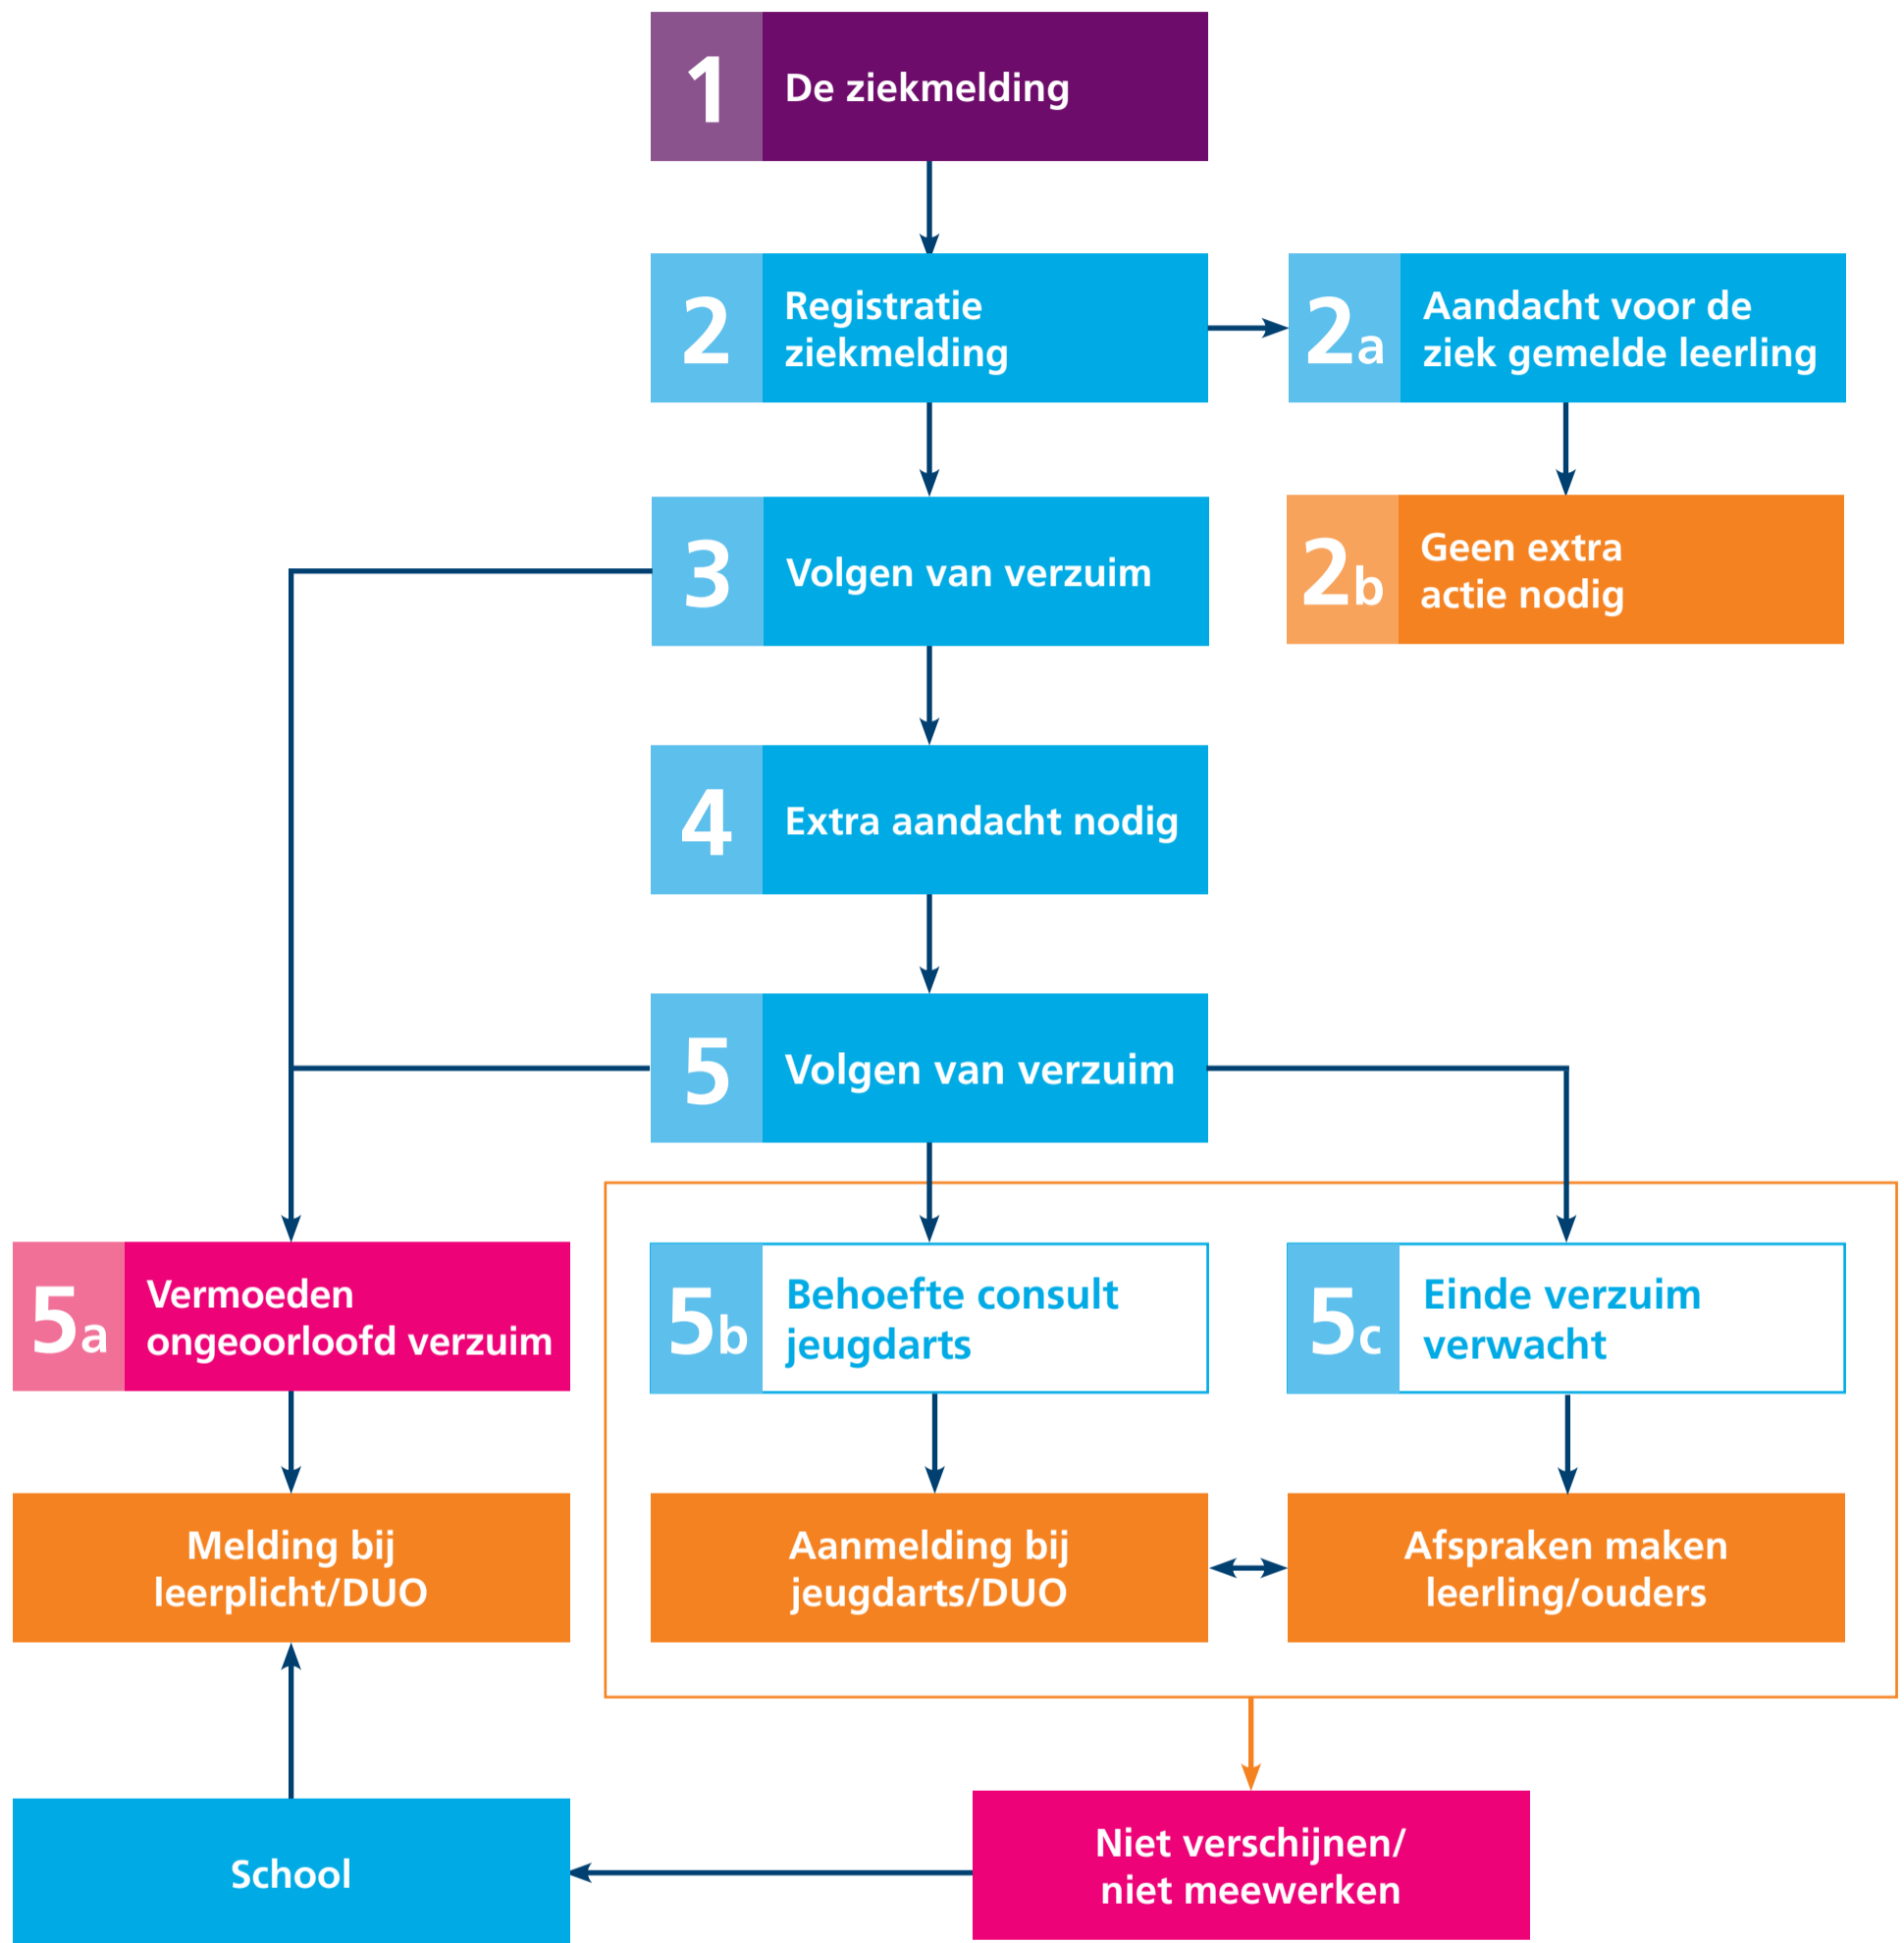 1
De ziekmelding
2
Registratie
ziekmelding
2a
Aandacht voor de
ziek gemelde leerling
3
Volgen van verzuim
2b
Geen extra
actie nodig
4
Extra aandacht nodig
5
Volgen van verzuim
5a
Vermoeden
ongeoorloofd verzuim
5b
Behoefte consult
jeugdarts
5c
Einde verzuim
verwacht
Melding bij
leerplicht/DUO
Aanmelding bij
jeugdarts/DUO
Afspraken maken
leerling/ouders
School
Niet verschijnen/
niet meewerken